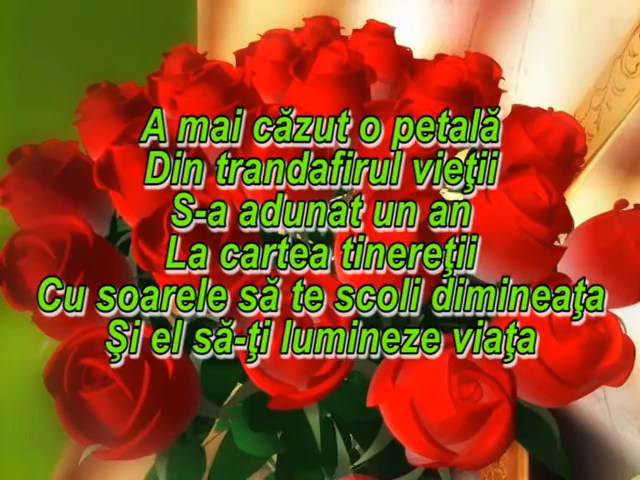 A mai căzut o petală
Din trandafirul vieţii
S-a adunat un an
La cartea tinereţii
Cu soarele să te scoli dimineaţa
Şi el să-ţi lumineze viaţa